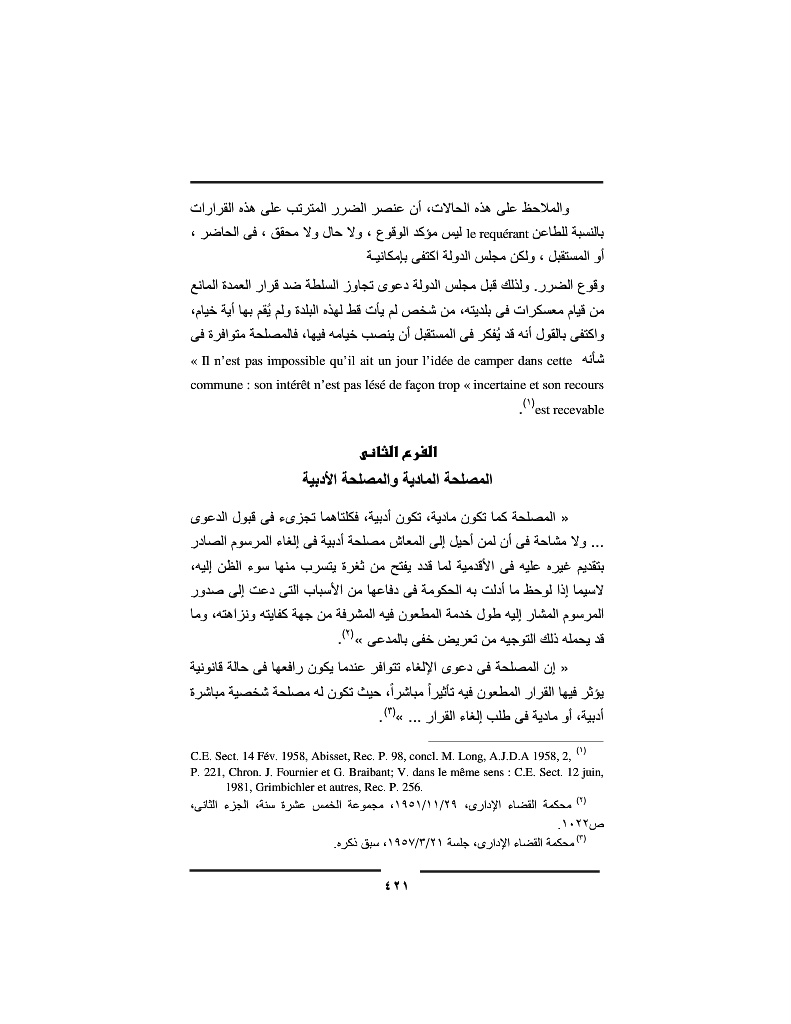 والملاحظ على هذه الحالات، أن عنصر الضرر المترتب على هذه القرارات
بالنسبة للطاعن le requérant ليس مؤكد الوقوع ، ولا حال ولا محقق ، فى الحاضر ،
أو المستقبل ، ولكن مجلس الدولة اكتفى بإمكانية
وقوع الضرر. ولذلك قبل مجلس الدولة دعوى تجاوز السلطة ضد قرار العمدة المانع
من قيام معسكرات فى بلديته، من شخص لم يأت قط لهذه البلدة ولم يُقم بها أية خيام،
واكتفى بالقول أنه قد يُفكر فى المستقبل أن ينصب خيامه فيها، فالمصلحة متوافرة فى
شأنه « Il n’est pas impossible qu’il ait un jour l’idée de camper dans cette
commune : son intérêt n’est pas lésé de façon trop « incertaine et son recours
est recevable(١).
الفرع الثانى
المصلحة المادية والمصلحة الأدبية
« المصلحة كما تكون مادية، تكون أدبية، فكلتاهما تجزىء فى قبول الدعوى
... ولا مشاحة فى أن لمن أحيل إلى المعاش مصلحة أدبية فى إلغاء المرسوم الصادر
بتقديم غيره عليه فى الأقدمية لما قدد يفتح من ثغرة يتسرب منها سوء الظن إليه،
لاسيما إذا لوحظ ما أدلت به الحكومة فى دفاعها من الأسباب التى دعت إلى صدور
المرسوم المشار إليه طول خدمة المطعون فيه المشرفة من جهة كفايته ونزاهته، وما
قد يحمله ذلك التوجيه من تعريض خفى بالمدعى »(٢).
« إن المصلحة فى دعوى الإلغاء تتوافر عندما يكون رافعها فى حالة قانونية
يؤثر فيها القرار المطعون فيه تأثيراً مباشراً، حيث تكون له مصلحة شخصية مباشرة
أدبية، أو مادية فى طلب إلغاء القرار ... »(٣).
(١) C.E. Sect. 14 Fév. 1958, Abisset, Rec. P. 98, concl. M. Long, A.J.D.A 1958, 2,
P. 221, Chron. J. Fournier et G. Braibant; V. dans le même sens : C.E. Sect. 12 juin,
1981, Grimbichler et autres, Rec. P. 256.
(٢) محكمة القضاء الإدارى، ١٩٥١/١١/٢٩، مجموعة الخمس عشرة سنة، الجزء الثانى،
ص١٠٢٢.
(٣) محكمة القضاء الإدارى، جلسة ١٩٥٧/٣/٢١، سبق ذكره.
٤٢١